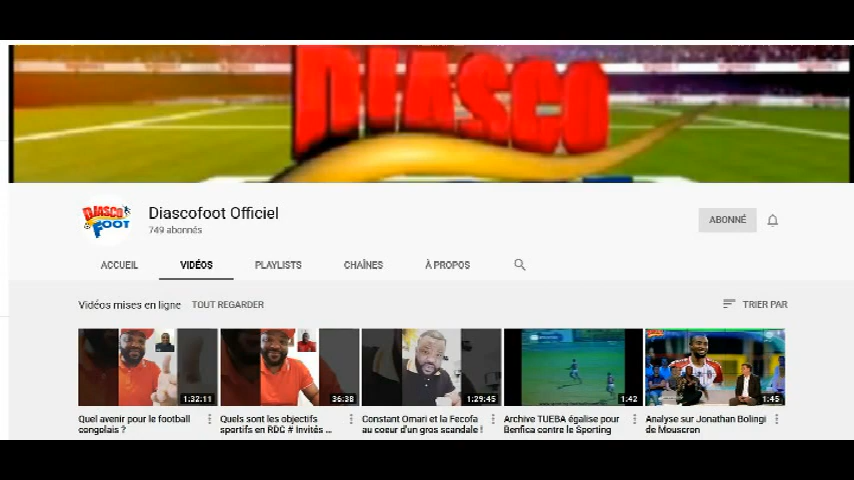 DIASCO
DIASCO
FOOT
Diascofoot Officiel
749 abonnés
ABONNÉ
ACCUEIL VIDÉOS PLAYLISTS CHAÎNES À PROPOS
Vidéos mises en ligne TOUT REGARDER
TRIER PAR
1:32:11
36:38
1:29:45
1:42
1:45
Quel avenir pour le football
congolais ?
Quels sont les objectifs
sportifs en RDC # Invités ...
Constant Omari et la Fecofa
au coeur d'un gros scandale !
Archive TUEBA égalise pour
Benfica contre le Sporting
Analyse sur Jonathan Bolingi
de Mouscron